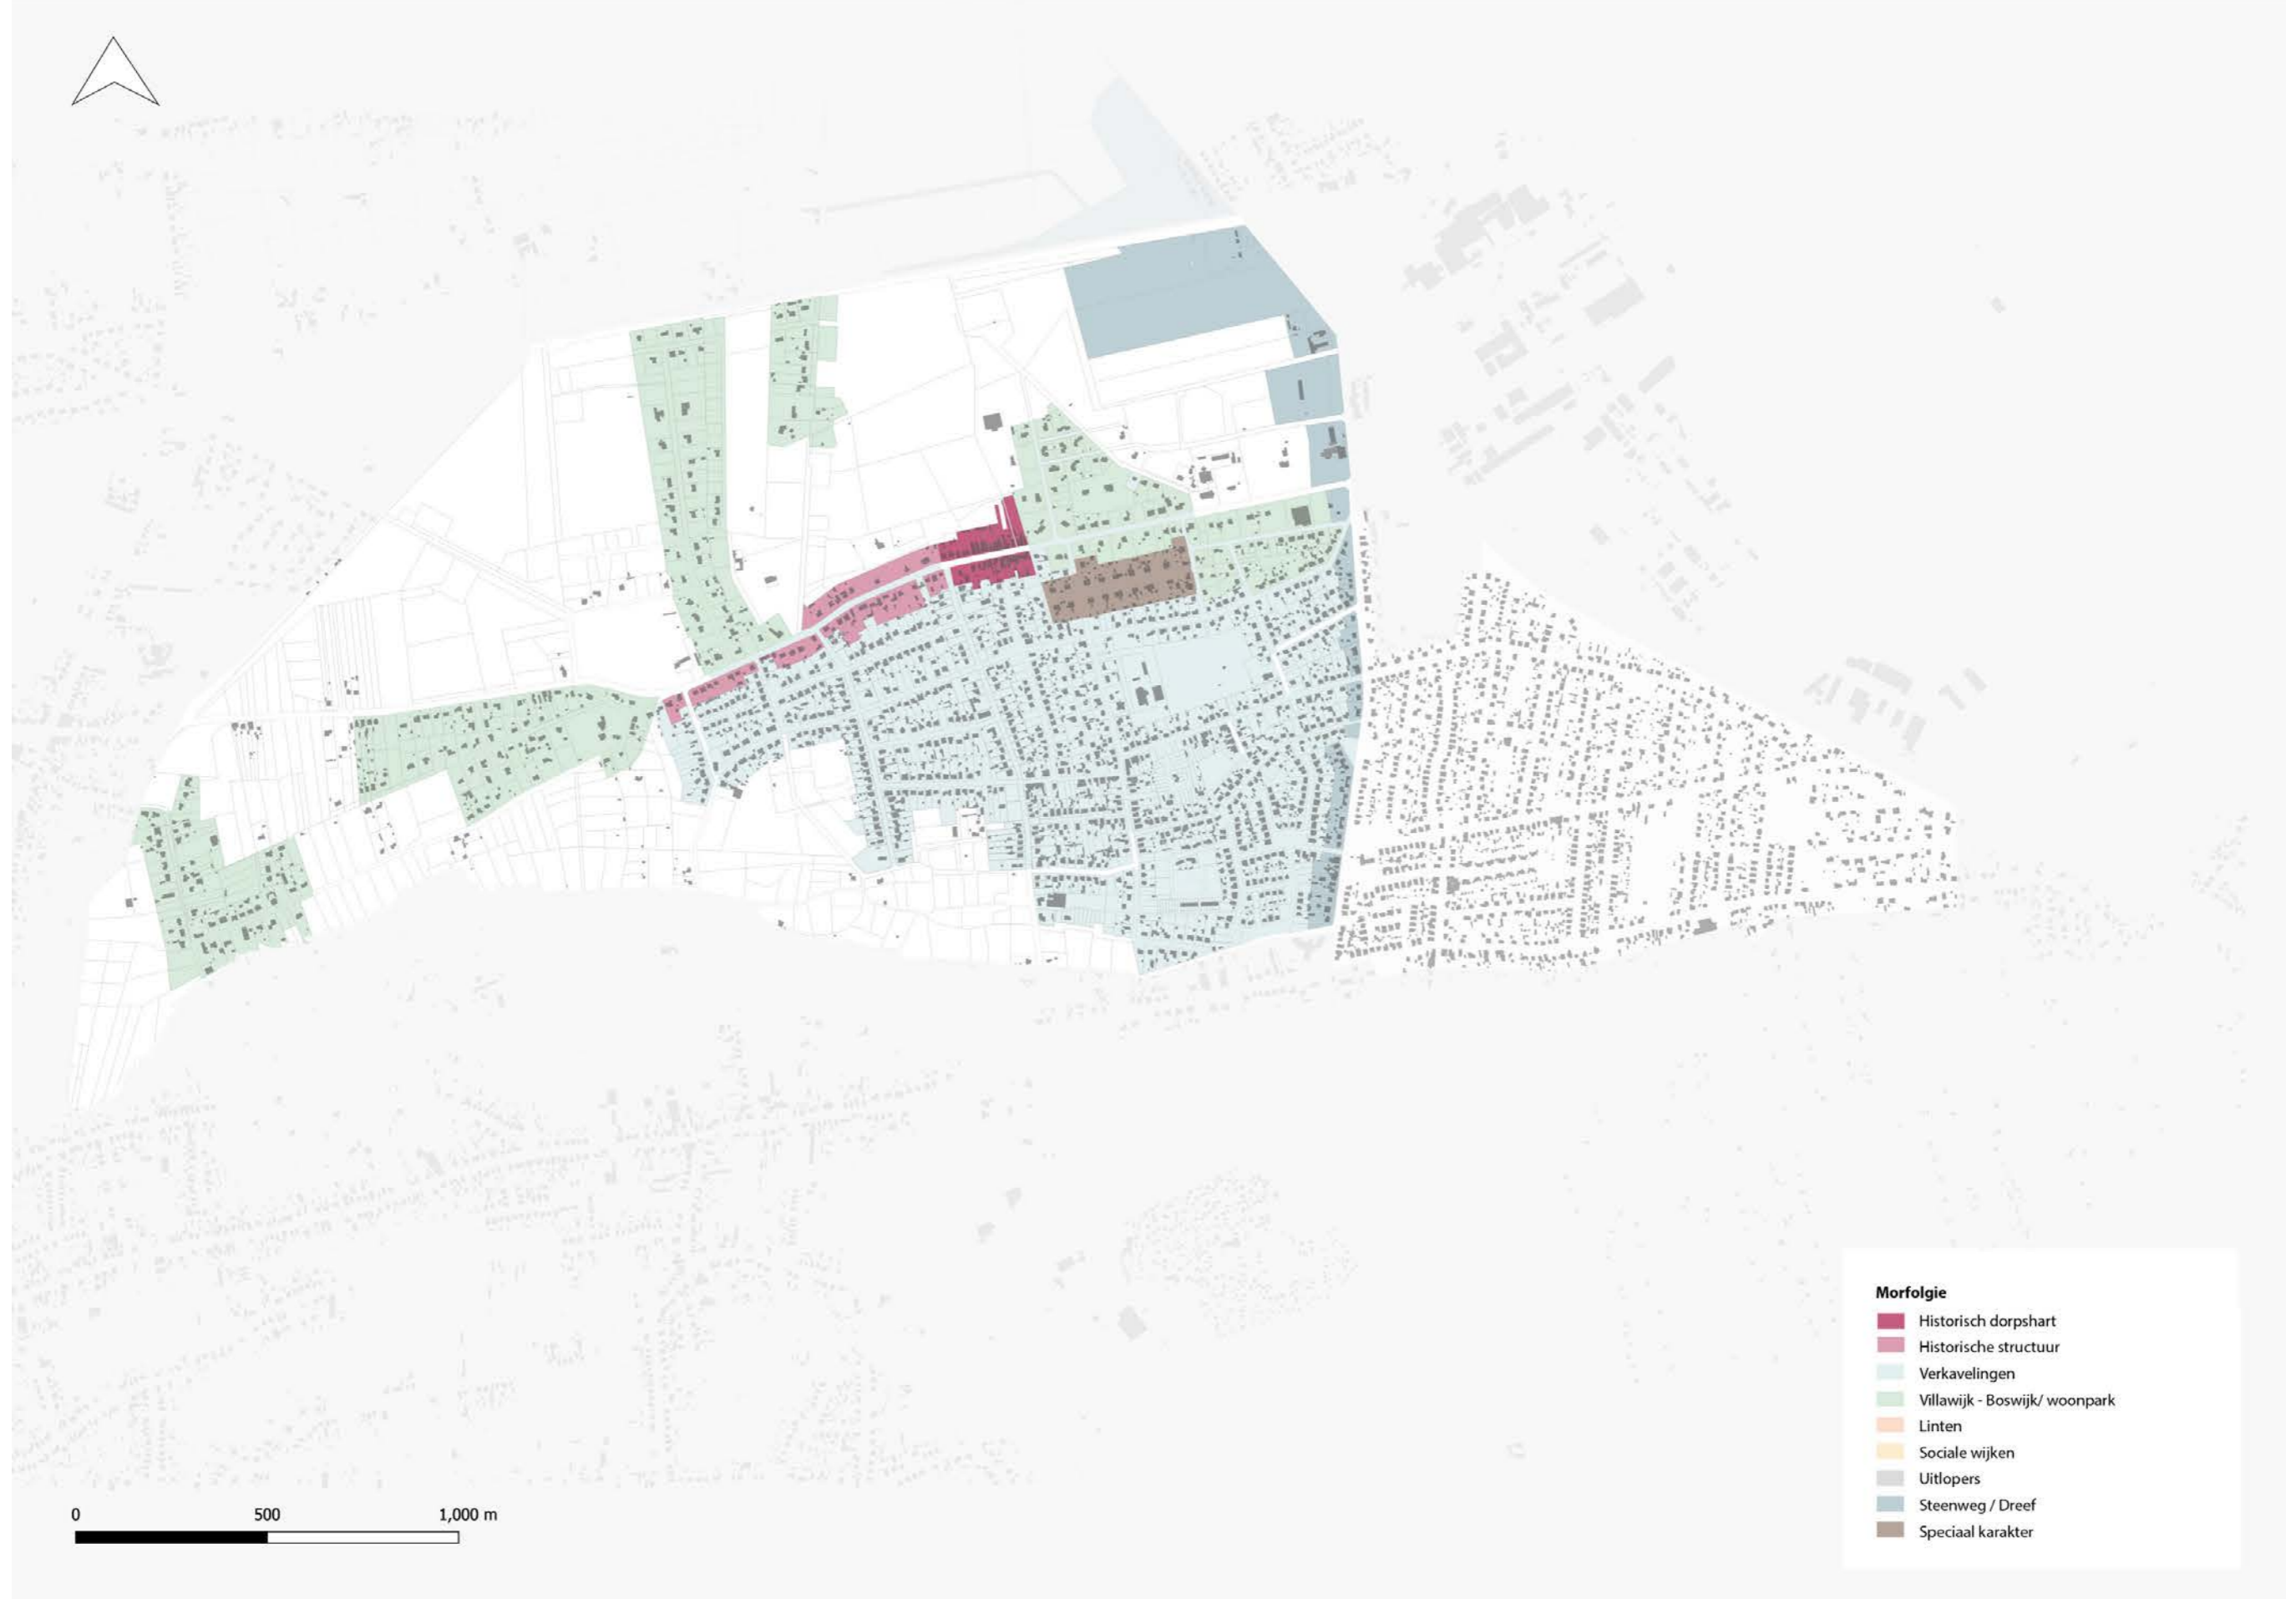 Morfolgie
Historisch dorpshart
Historische structuur
Verkavelingen
Villawijk - Boswijk/ woonpark
Linten
Sociale wijken
Uitlopers
Steenweg / Dreef
Speciaal karakter
0 500 1,000 m